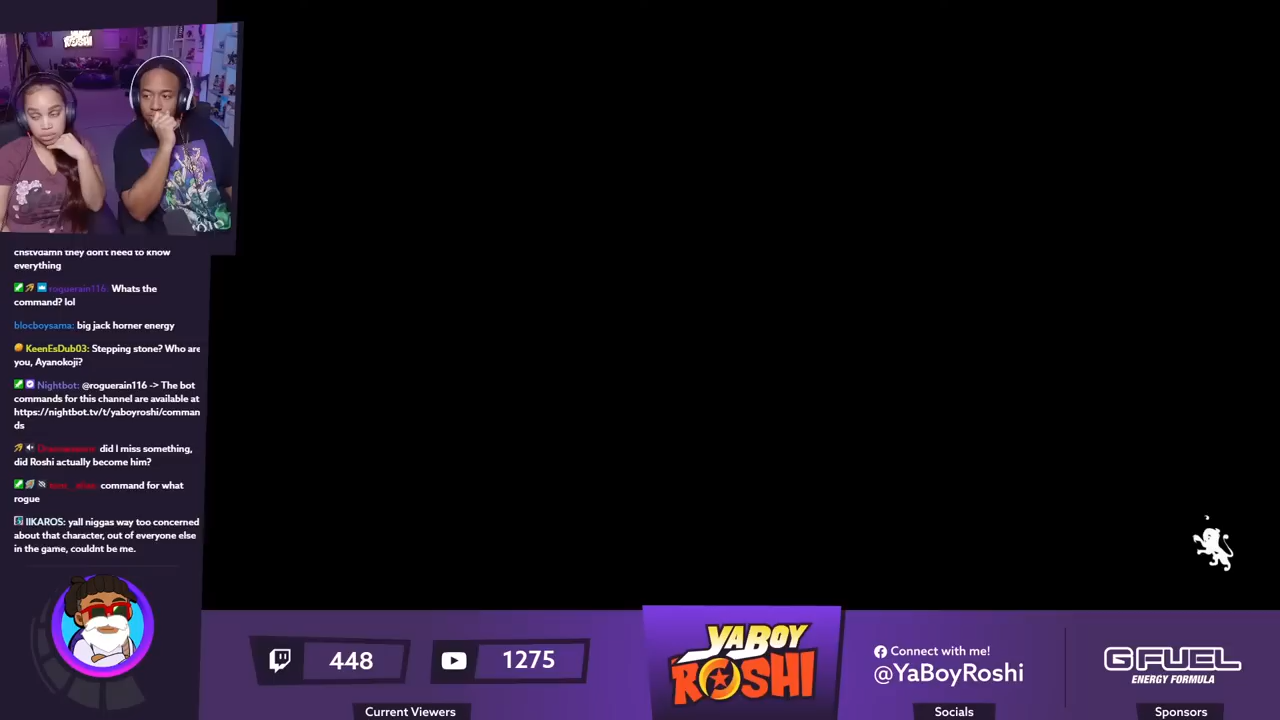 YABOY
ROSHI
cnstvdamn they don't need to know
everything
roguerain116: Whats the
command? lol
blocboysama: big jack horner energy
KeenEsDub03: Stepping stone? Who are
you, Ayanokoji?
Nightbot: @roguerain116 -> The bot
commands for this channel are available at
https://nightbot.tv/t/yaboyroshi/comman
ds
did I miss something,
did Roshi actually become him?
command for what
rogue
IIKAROS: yall niggas way too concerned
about that character, out of everyone else
in the game, couldnt be me.
448
1275
Current Viewers
YABOY
ROSHI
Connect with me!
@YaBoyRoshi
Socials
G FUEL
ENERGY FORMULA
Sponsors